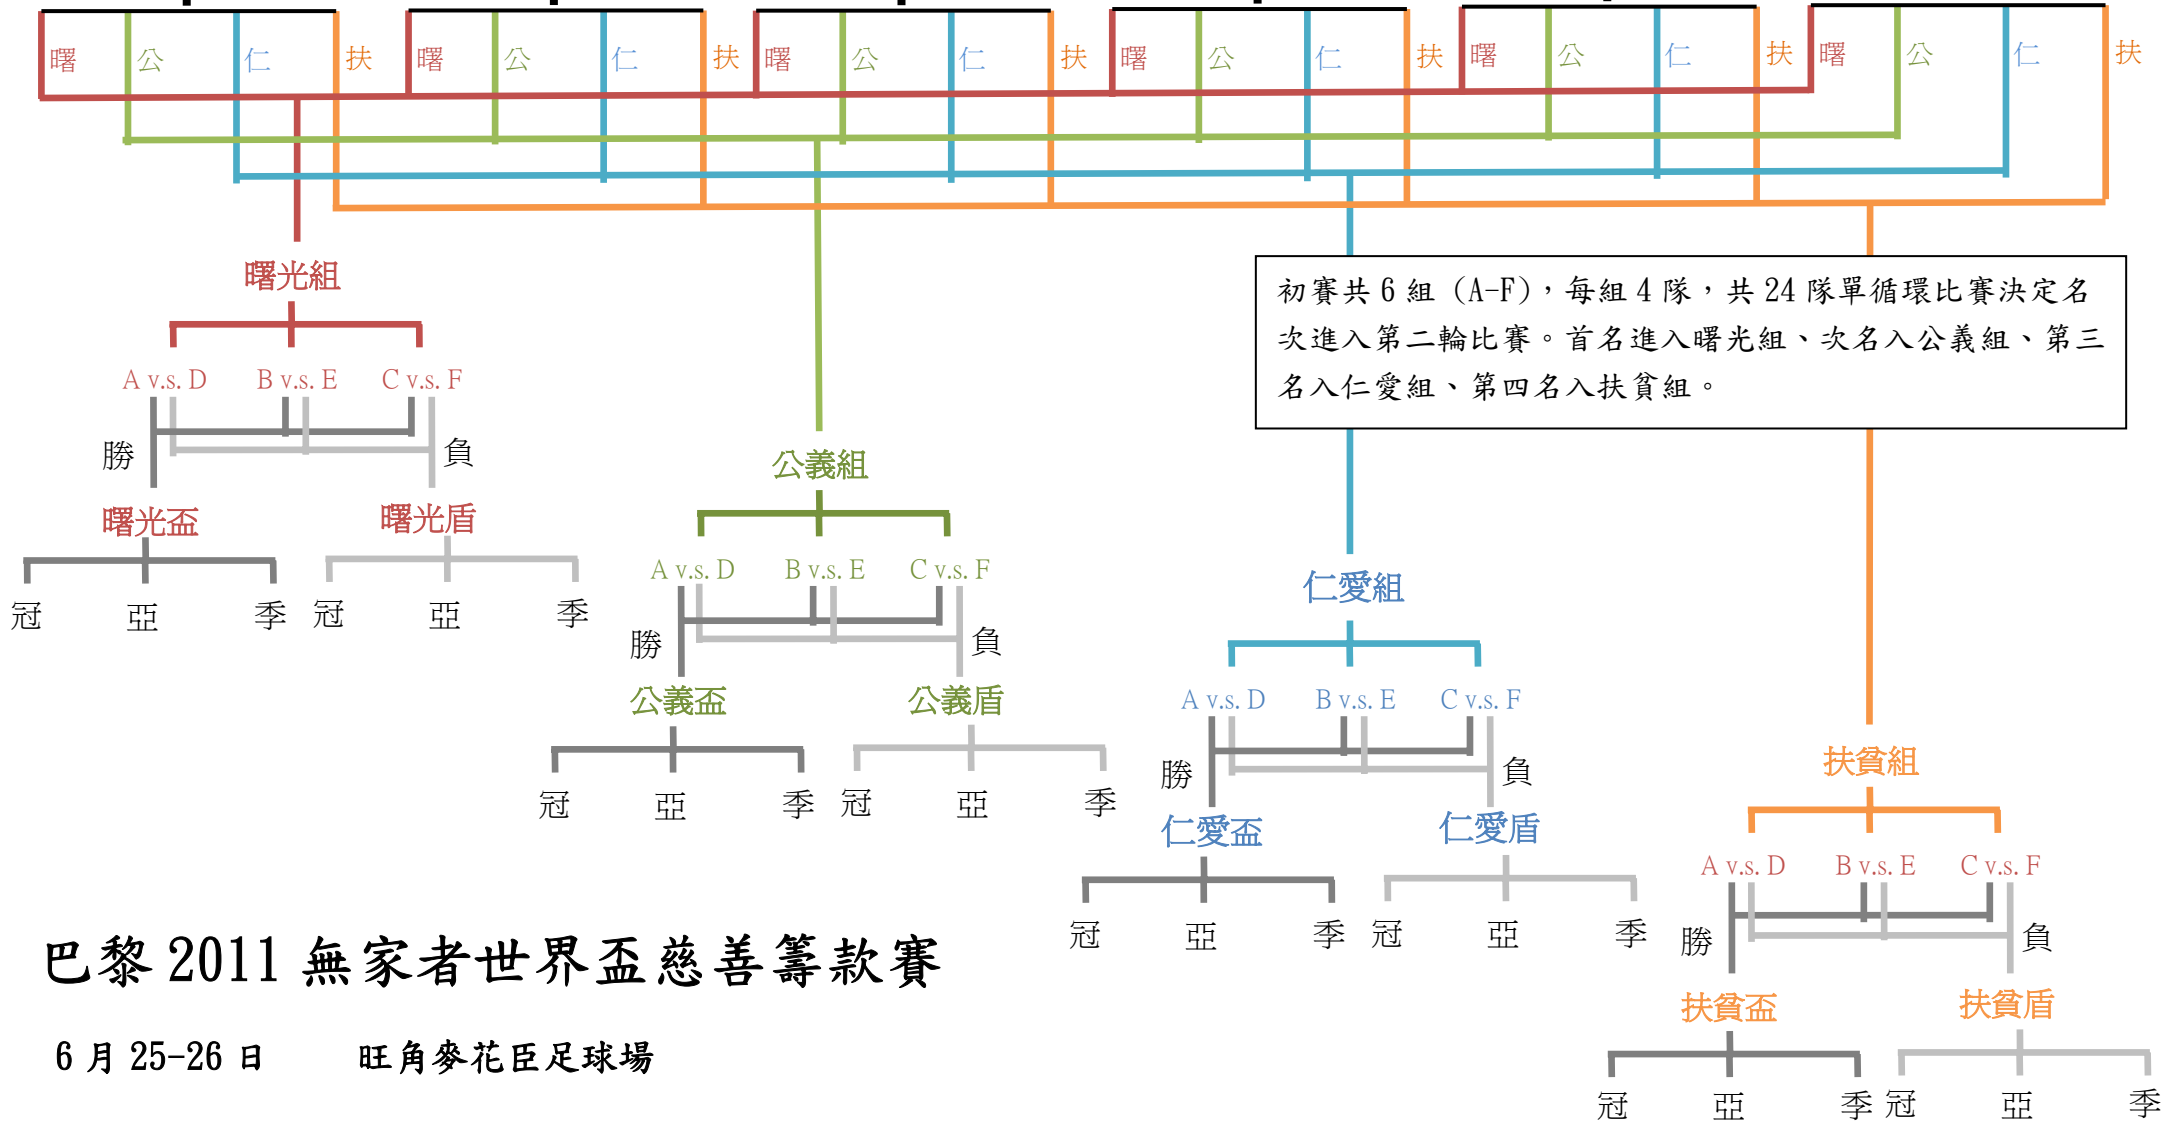 曙 公 仁 扶 曙 公 仁 扶 曙 公 仁 扶 曙 公 仁 扶 曙 公 仁 扶 曙 公 仁 扶
曙光組
A v.s. D B v.s. E C v.s. F
勝 負
曙光盃 曙光盾
冠 亞 季 冠 亞 季
公義組
A v.s. D B v.s. E C v.s. F
勝 負
公義盃 公義盾
冠 亞 季 冠 亞 季
初賽共 6 組 (A-F)，每組 4 隊，共 24 隊單循環比賽決定名
次進入第二輪比賽。首名進入曙光組、次名入公義組、第三
名入仁愛組、第四名入扶貧組。
仁愛組
A v.s. D B v.s. E C v.s. F
勝 負
仁愛盃 仁愛盾
冠 亞 季 冠 亞 季
扶貧組
A v.s. D B v.s. E C v.s. F
勝 負
扶貧盃 扶貧盾
冠 亞 季 冠 亞 季
巴黎 2011 無家者世界盃慈善籌款賽
6 月 25-26 日 旺角麥花臣足球場